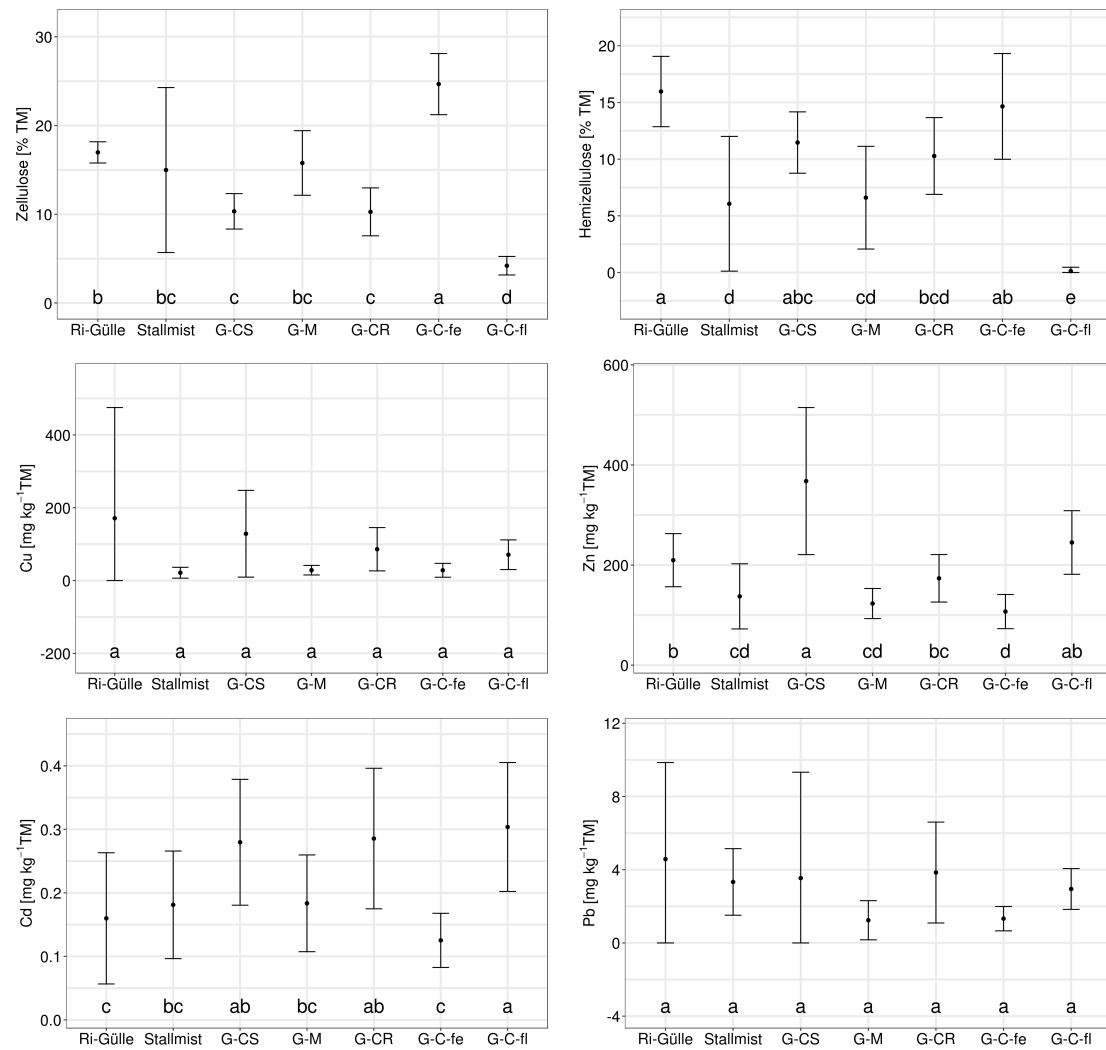 Zellulose [% TM]
30
20
10
0
b bc c bc c a d
Ri-Gülle Stallmist G-CS G-M G-CR G-C-fe G-C-fl
Hemizellulose [% TM]
20
15
10
5
0
a d abc cd bcd ab e
Ri-Gülle Stallmist G-CS G-M G-CR G-C-fe G-C-fl
Cu [mg kg⁻¹TM]
400
200
0
-200
a a a a a a a
Ri-Gülle Stallmist G-CS G-M G-CR G-C-fe G-C-fl
Zn [mg kg⁻¹TM]
600
400
200
0
b cd a cd bc d ab
Ri-Gülle Stallmist G-CS G-M G-CR G-C-fe G-C-fl
Cd [mg kg⁻¹TM]
0.4
0.3
0.2
0.1
0.0
c bc ab bc ab c a
Ri-Gülle Stallmist G-CS G-M G-CR G-C-fe G-C-fl
Pb [mg kg⁻¹TM]
12
8
4
0
-4
a a a a a a a
Ri-Gülle Stallmist G-CS G-M G-CR G-C-fe G-C-fl